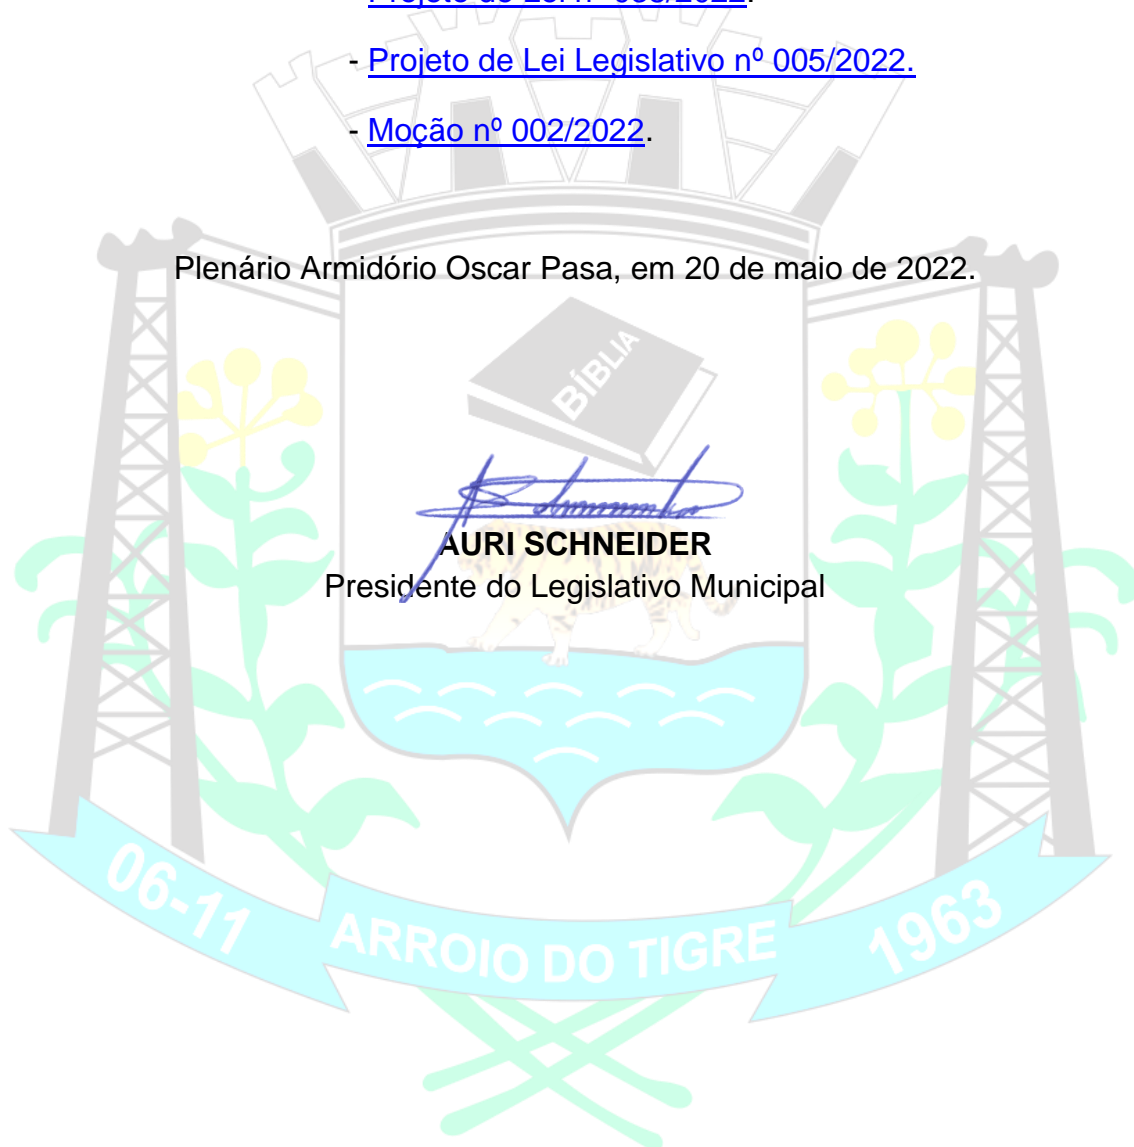 - Projeto de Lei Legislativo nº 005/2022.
- Moção nº 002/2022.
Plenário Armidório Oscar Pasa, em 20 de maio de 2022.
BÍBLIA
AURI SCHNEIDER
Presidente do Legislativo Municipal
06-11 ARROIO DO TIGRE 1963